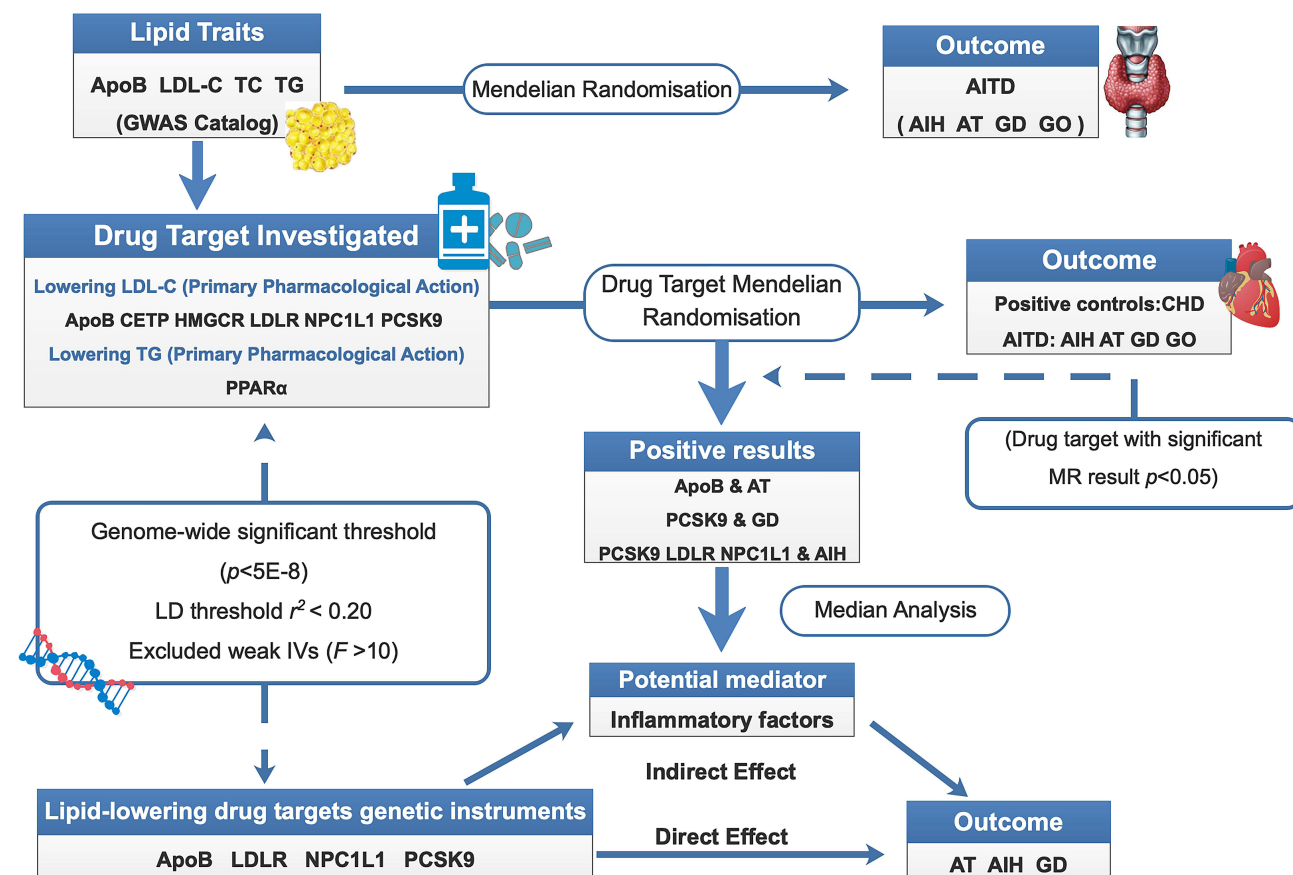 Lipid Traits
ApoB LDL-C TC TG
(GWAS Catalog)
Mendelian Randomisation
Outcome
AITD
( AIH AT GD GO )
Drug Target Investigated
Lowering LDL-C (Primary Pharmacological Action)
ApoB CETP HMGCR LDLR NPC1L1 PCSK9
Lowering TG (Primary Pharmacological Action)
PPARα
Drug Target Mendelian
Randomisation
Outcome
Positive controls:CHD
AITD: AIH AT GD GO
(Drug target with significant
MR result p<0.05)
Positive results
ApoB & AT
PCSK9 & GD
PCSK9 LDLR NPC1L1 & AIH
Genome-wide significant threshold
(p<5E-8)
LD threshold r² < 0.20
Excluded weak IVs (F >10)
Median Analysis
Potential mediator
Inflammatory factors
Indirect Effect
Lipid-lowering drug targets genetic instruments
ApoB LDLR NPC1L1 PCSK9
Direct Effect
Outcome
AT AIH GD